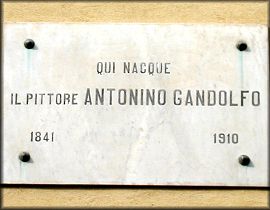 QUI NACQUE
IL PITTORE ANTONINO GANDOLFO
1841 1910